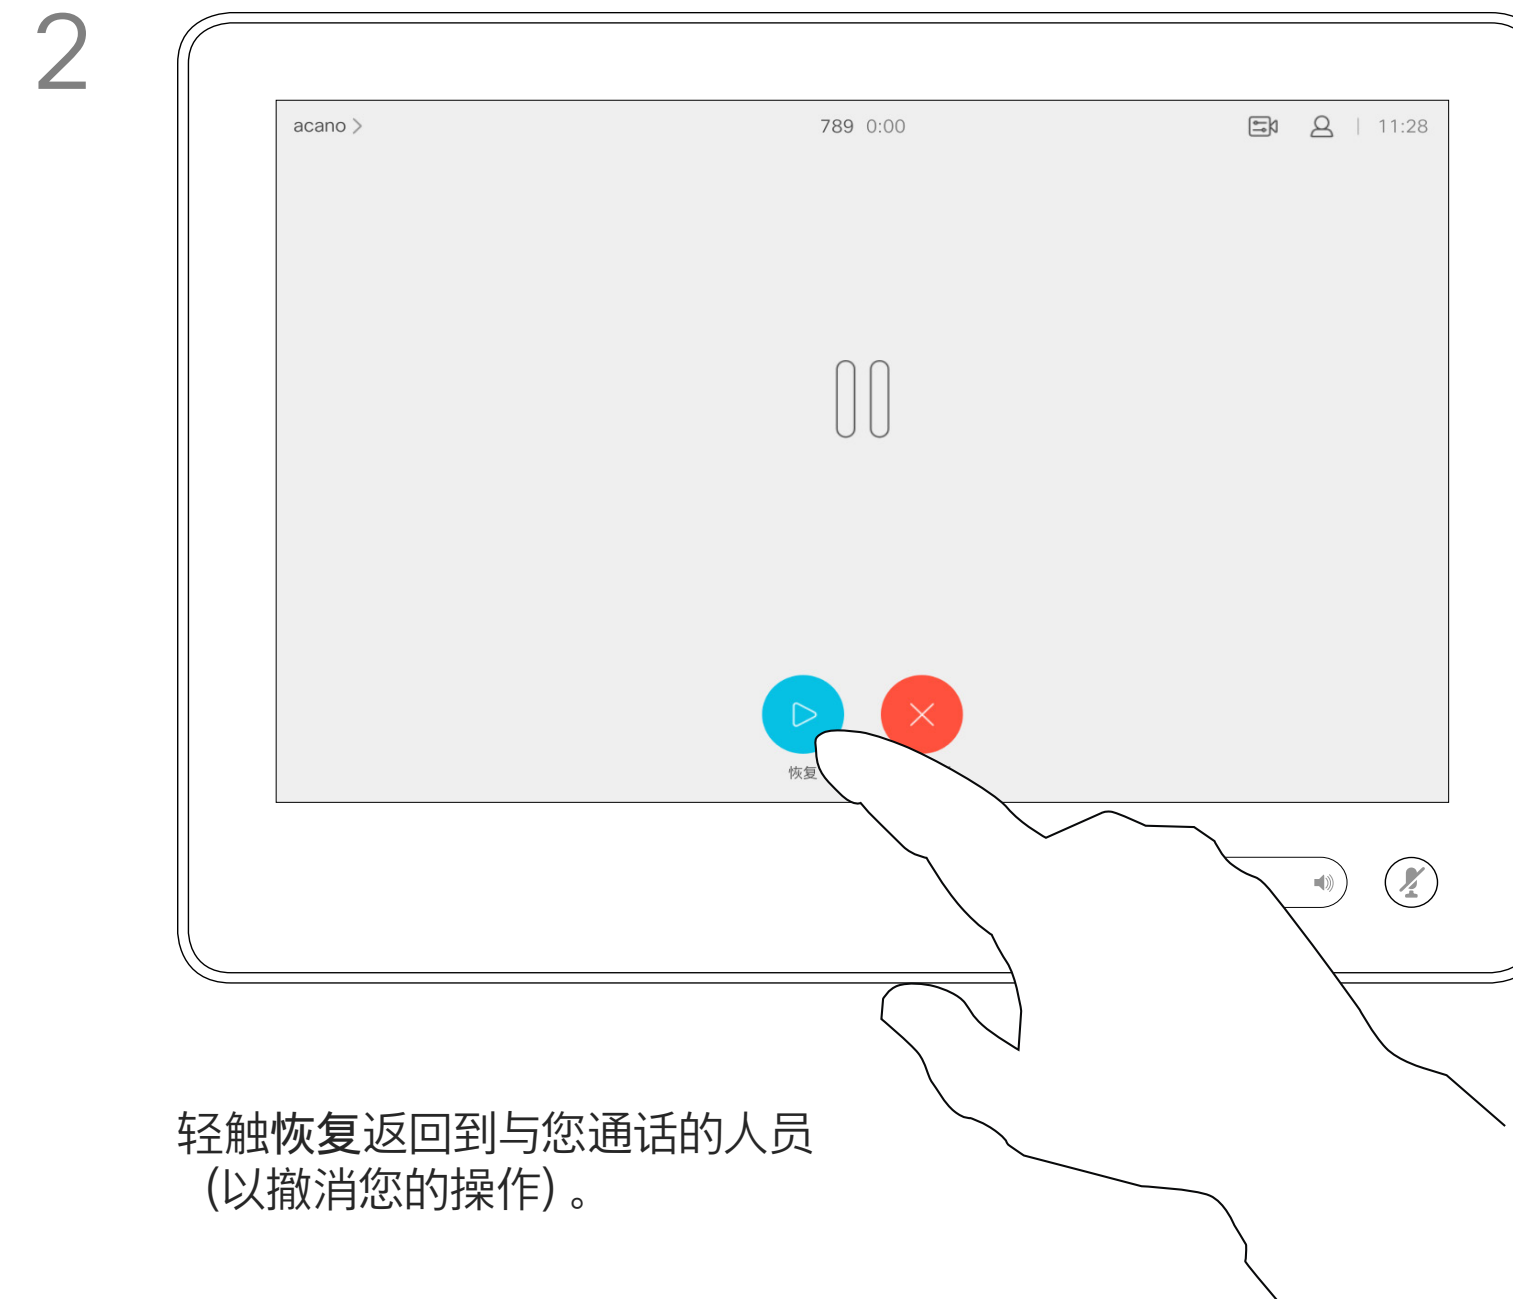 2
acano
789 0:00
11:28
恢复
轻触恢复返回到与您通话的人员
（以撤消您的操作）。